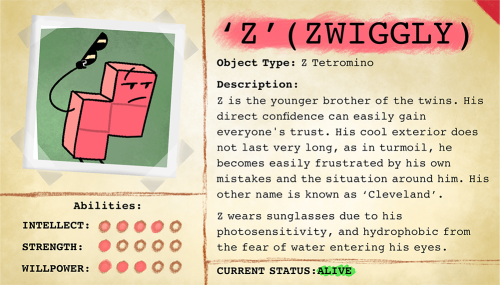 ‘Z’(ZWIGGLY)
Object Type: Z Tetromino
Description:
Z is the younger brother of the twins. His
direct confidence can easily gain
everyone's trust. His cool exterior does
not last very long, as in turmoil, he
becomes easily frustrated by his own
mistakes and the situation around him. His
other name is known as ‘Cleveland’.
Z wears sunglasses due to his
photosensitivity, and hydrophobic from
the fear of water entering his eyes.
CURRENT STATUS:ALIVE
Abilities:
INTELLECT:
STRENGTH:
WILLPOWER: